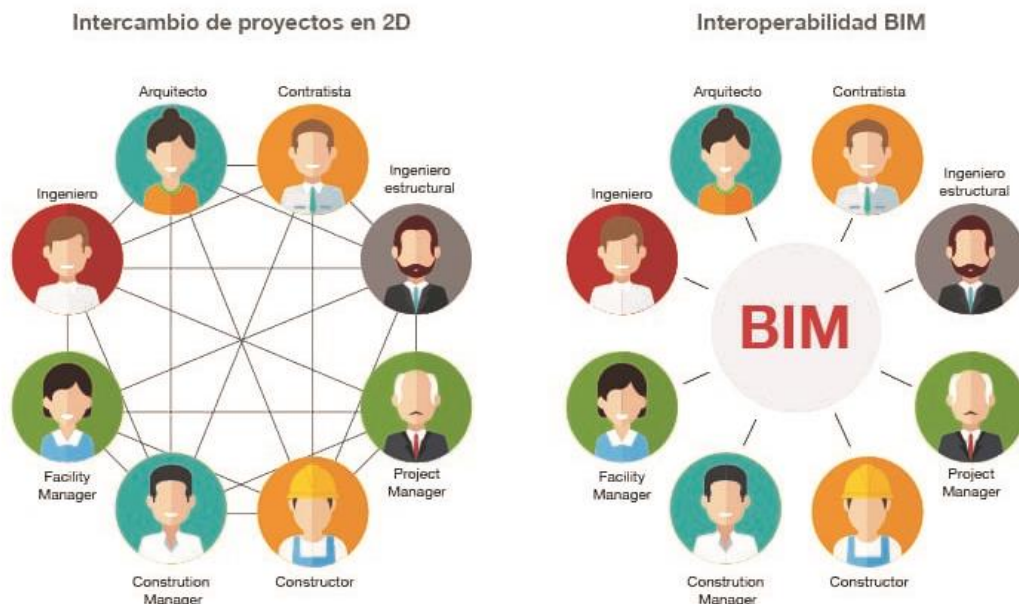 Intercambio de proyectos en 2D
Arquitecto
Contratista
Ingeniero
Ingeniero
estructural
Facility
Manager
Project
Manager
Constrution
Manager
Constructor
Interoperabilidad BIM
Arquitecto
Contratista
Ingeniero
Ingeniero
estructural
BIM
Facility
Manager
Project
Manager
Constrution
Manager
Constructor